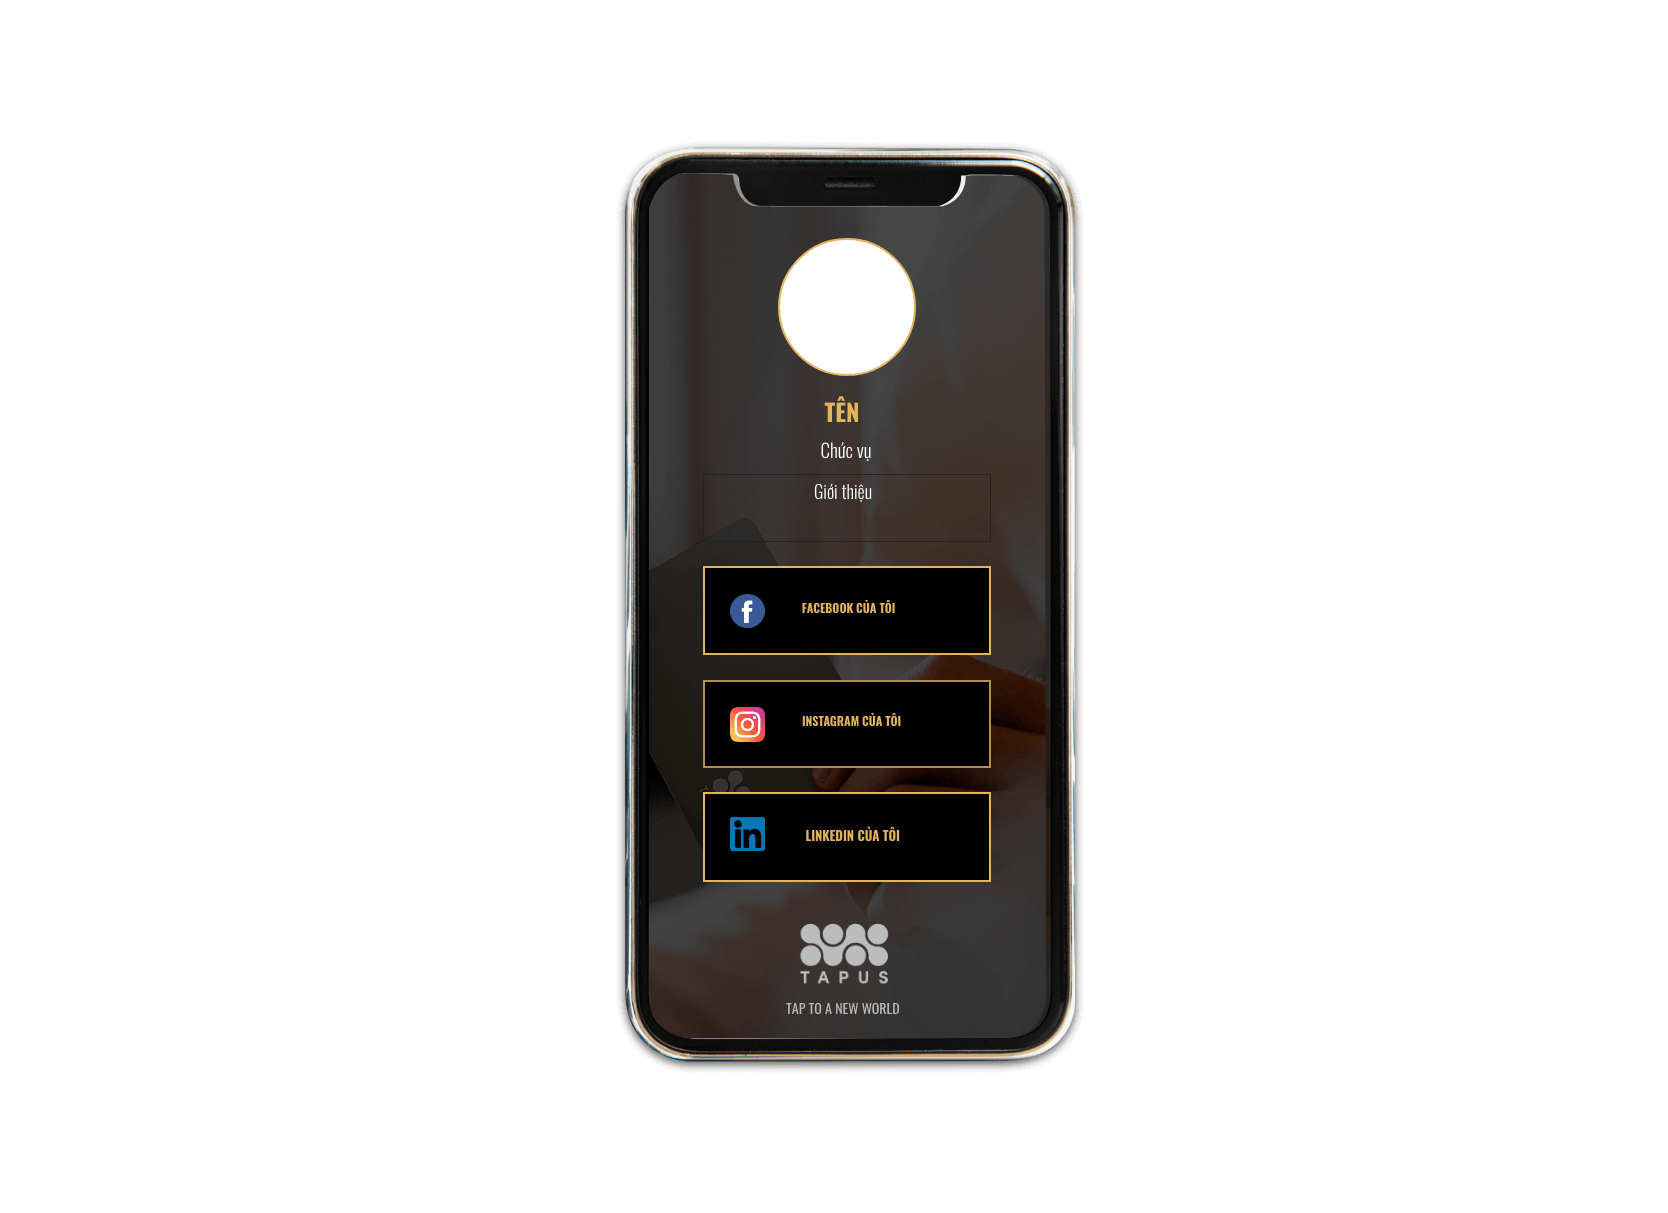 TÊN
Chức vụ
Giới thiệu
FACEBOOK CỦA TÔI
INSTAGRAM CỦA TÔI
LINKEDIN CỦA TÔI
TAPUS
TAP TO A NEW WORLD